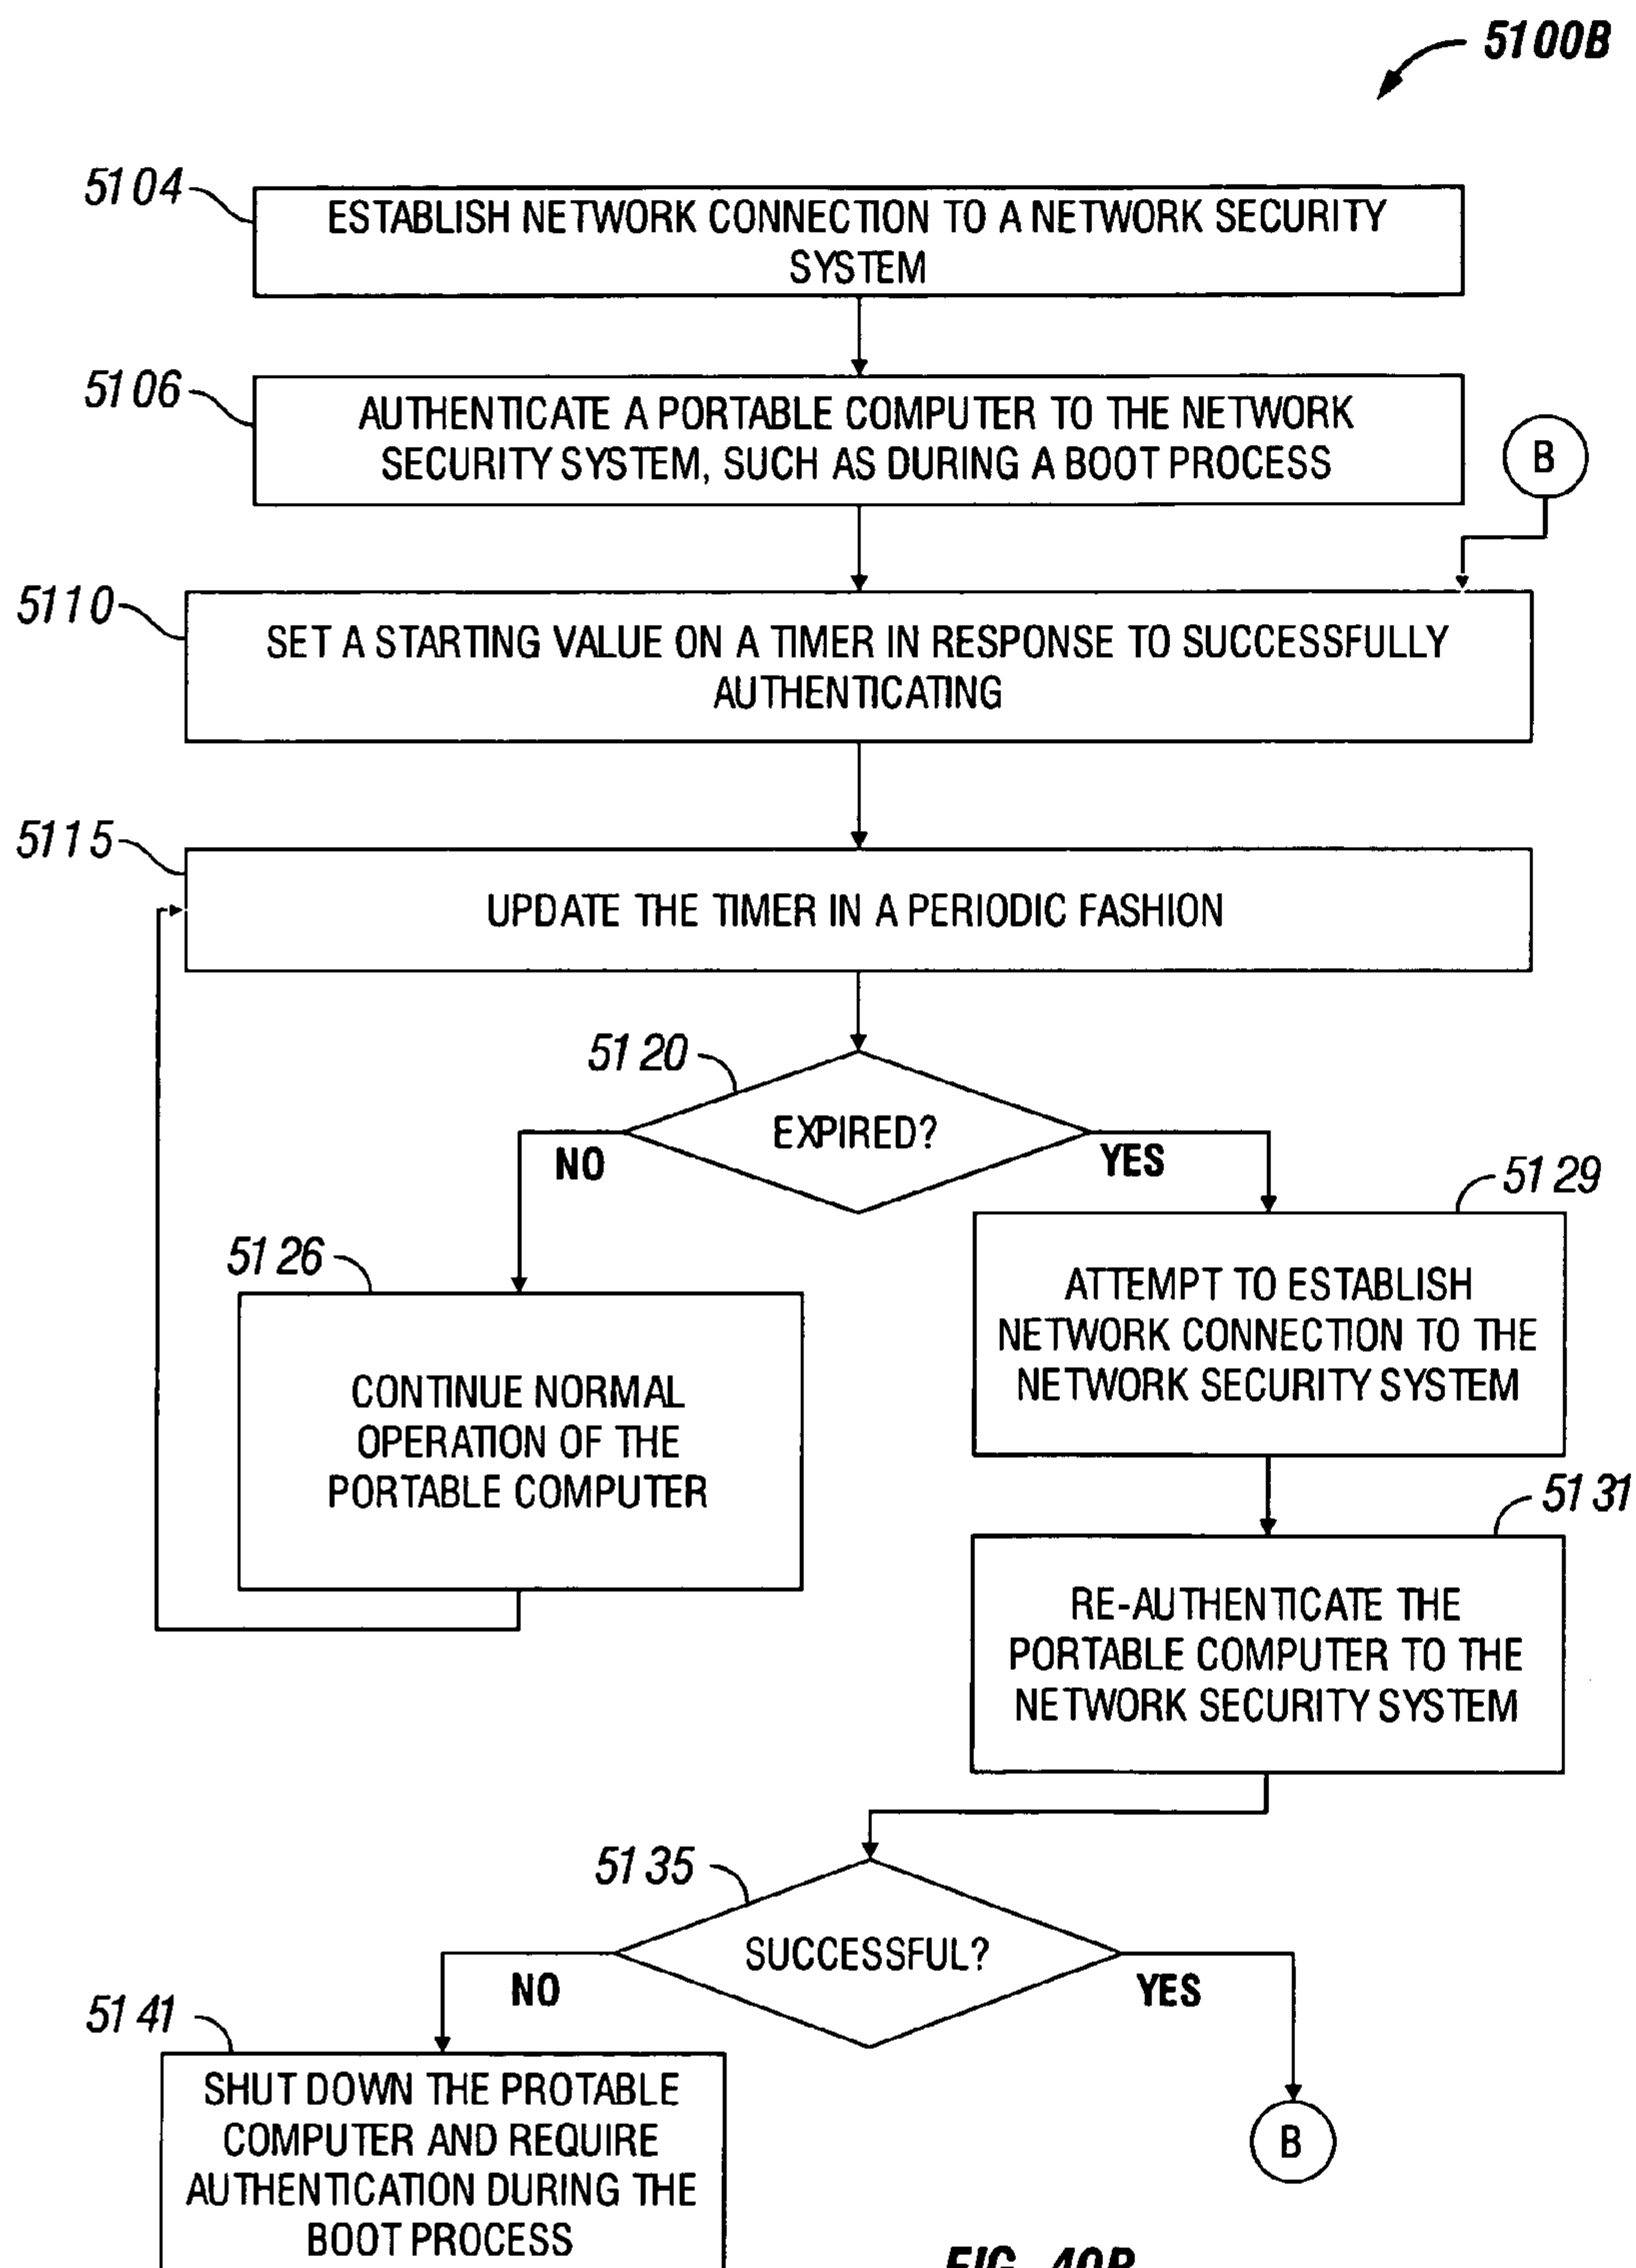 5100B
5104
ESTABLISH NETWORK CONNECTION TO A NETWORK SECURITY
SYSTEM
5106
AUTHENTICATE A PORTABLE COMPUTER TO THE NETWORK
SECURITY SYSTEM, SUCH AS DURING A BOOT PROCESS
B
5110
SET A STARTING VALUE ON A TIMER IN RESPONSE TO SUCCESSFULLY
AUTHENTICATING
5115
UPDATE THE TIMER IN A PERIODIC FASHION
5120
EXPIRED?
NO
YES
5126
CONTINUE NORMAL
OPERATION OF THE
PORTABLE COMPUTER
5129
ATTEMPT TO ESTABLISH
NETWORK CONNECTION TO THE
NETWORK SECURITY SYSTEM
5131
RE-AUTHENTICATE THE
PORTABLE COMPUTER TO THE
NETWORK SECURITY SYSTEM
5135
SUCCESSFUL?
NO
YES
5141
SHUT DOWN THE PROTABLE
COMPUTER AND REQUIRE
AUTHENTICATION DURING THE
BOOT PROCESS
B
FIG. 40B